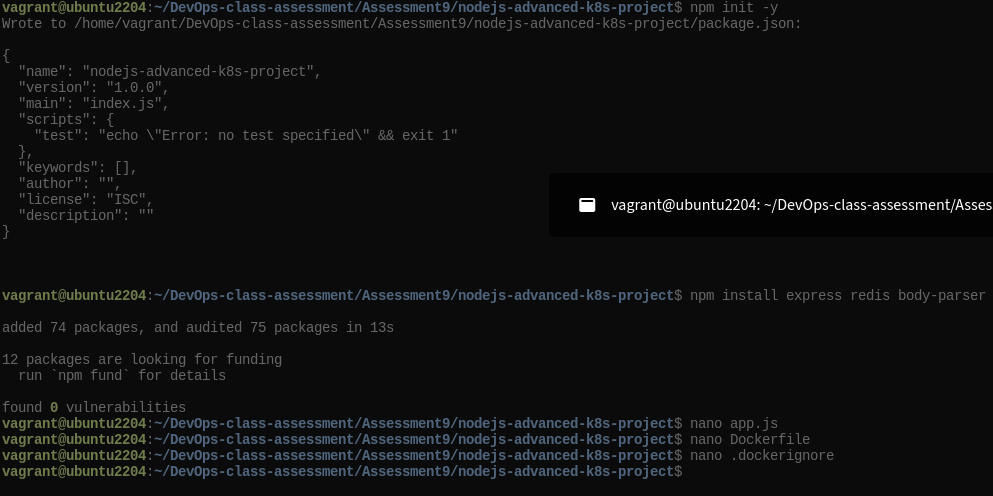 vagrant@ubuntu2204:~/DevOps-class-assessment/Assessment9/nodejs-advanced-k8s-project$ npm init -y
Wrote to /home/vagrant/DevOps-class-assessment/Assessment9/nodejs-advanced-k8s-project/package.json:
{
  "name": "nodejs-advanced-k8s-project",
  "version": "1.0.0",
  "main": "index.js",
  "scripts": {
    "test": "echo \"Error: no test specified\" && exit 1"
  },
  "keywords": [],
  "author": "",
  "license": "ISC",
  "description": ""
}
vagrant@ubuntu2204: ~/DevOps-class-assessment/Asses
vagrant@ubuntu2204:~/DevOps-class-assessment/Assessment9/nodejs-advanced-k8s-project$ npm install express redis body-parser
added 74 packages, and audited 75 packages in 13s
12 packages are looking for funding
  run `npm fund` for details
found 0 vulnerabilities
vagrant@ubuntu2204:~/DevOps-class-assessment/Assessment9/nodejs-advanced-k8s-project$ nano app.js
vagrant@ubuntu2204:~/DevOps-class-assessment/Assessment9/nodejs-advanced-k8s-project$ nano Dockerfile
vagrant@ubuntu2204:~/DevOps-class-assessment/Assessment9/nodejs-advanced-k8s-project$ nano .dockerignore
vagrant@ubuntu2204:~/DevOps-class-assessment/Assessment9/nodejs-advanced-k8s-project$